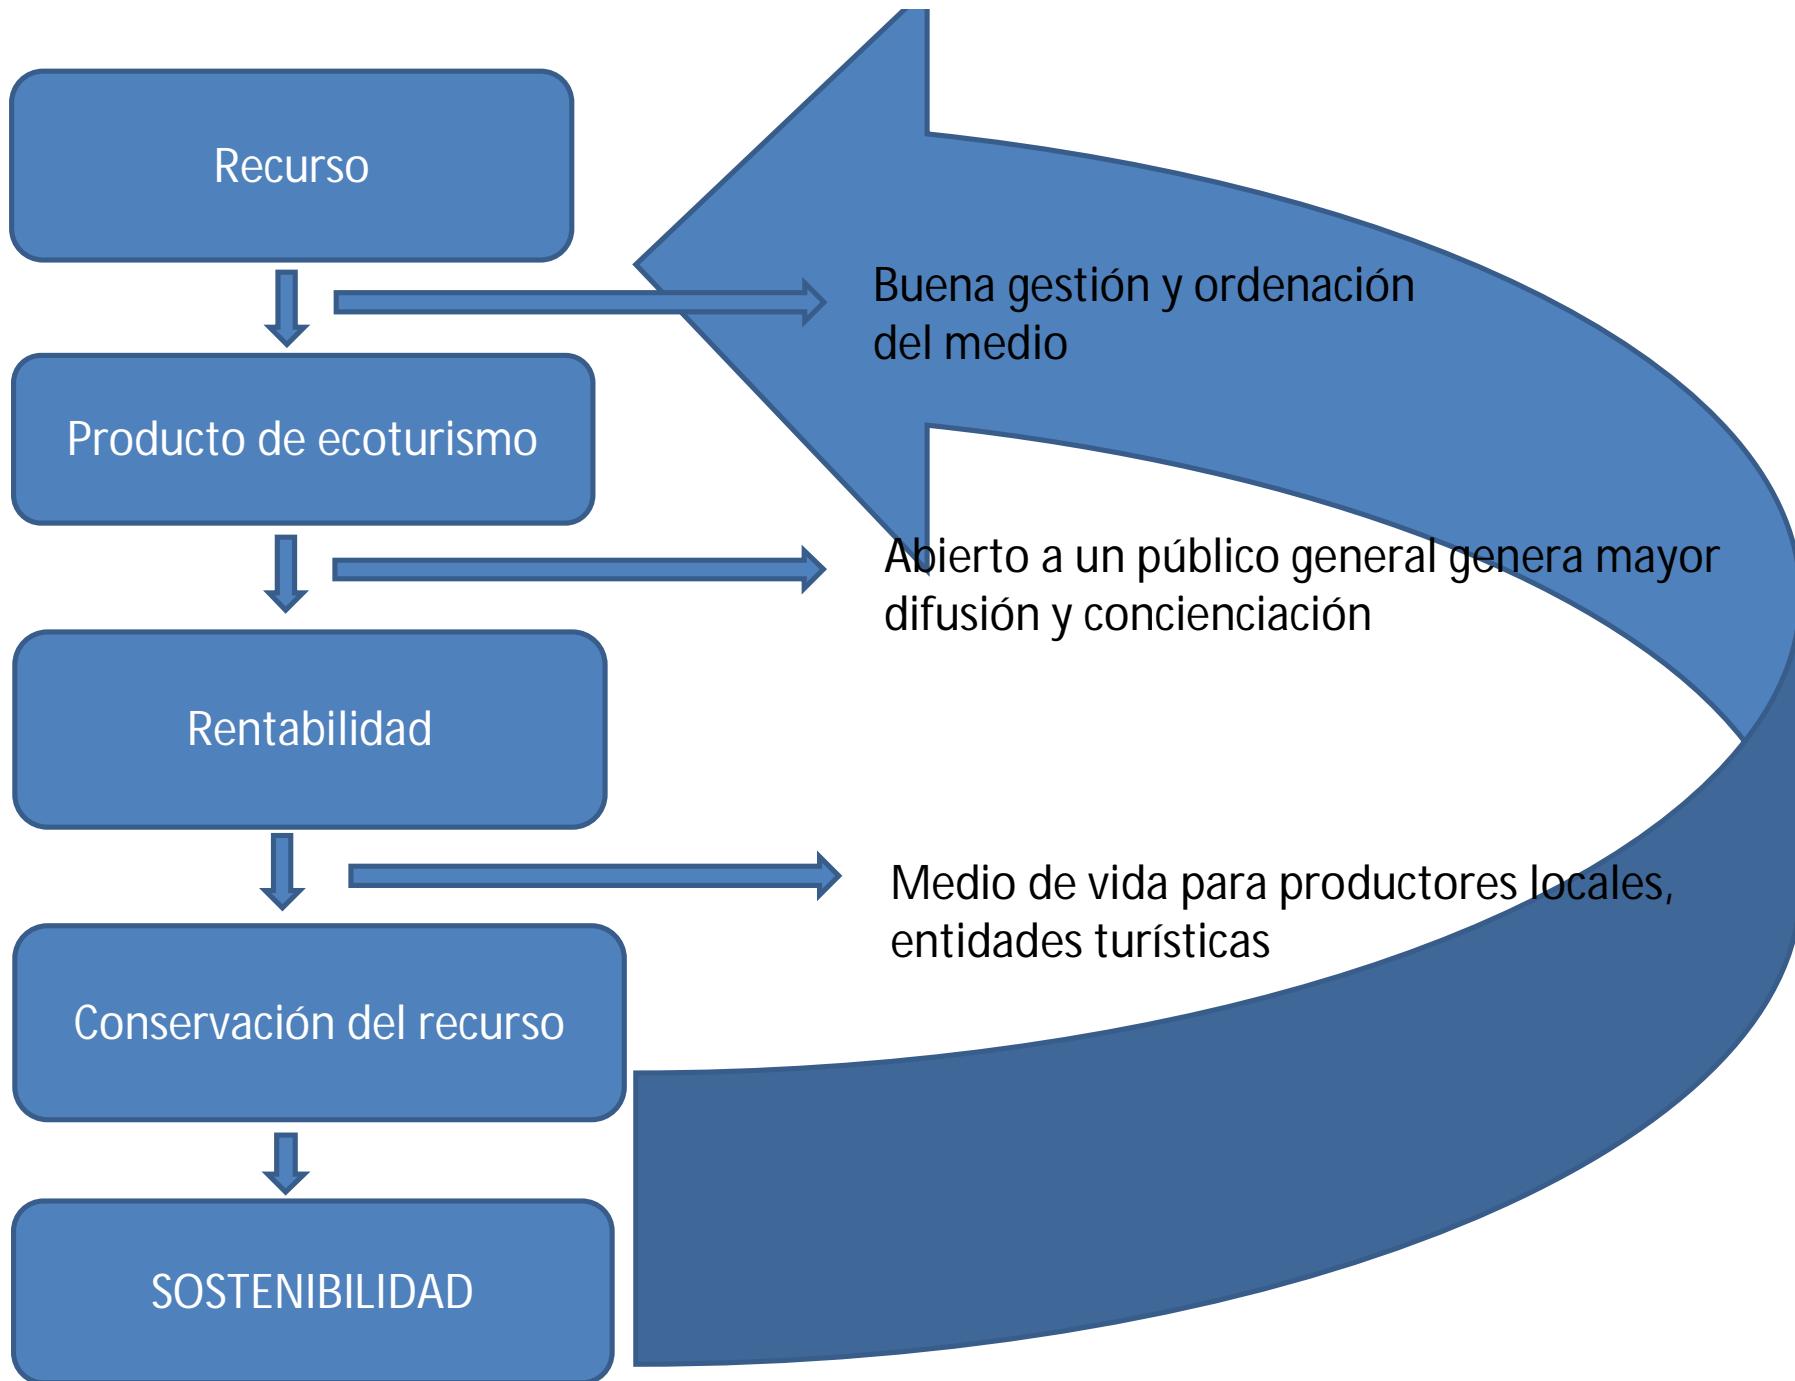 Recurso
Buena gestión y ordenación
del medio
Producto de ecoturismo
Abierto a un público general genera mayor
difusión y concienciación
Rentabilidad
Medio de vida para productores locales,
entidades turísticas
Conservación del recurso
SOSTENIBILIDAD